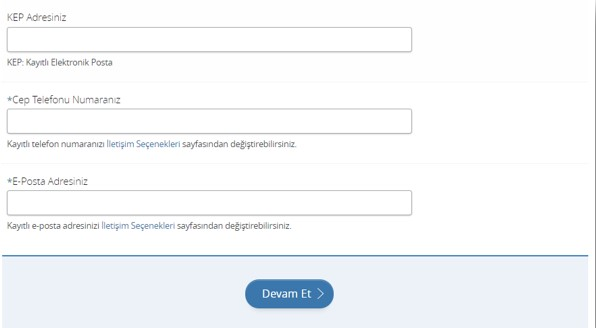 KEP Adresiniz
KEP: Kayıtlı Elektronik Posta
*Cep Telefonu Numaranız
Kayıtlı telefon numaranızı İletişim Seçenekleri sayfasından değiştirebilirsiniz.
*E-Posta Adresiniz
Kayıtlı e-posta adresinizi İletişim Seçenekleri sayfasından değiştirebilirsiniz.
Devam Et